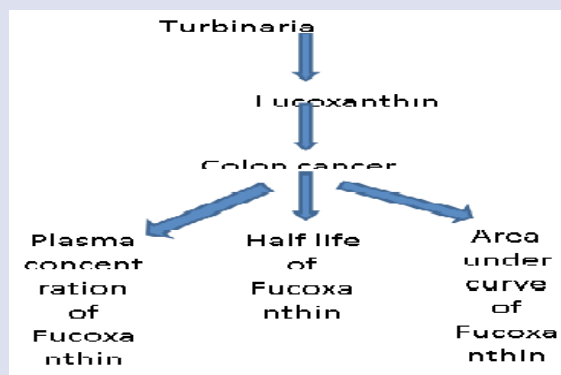 Turbinaria
Fucoxanthin
Colon cancer
Plasma
concent
ration
of
Fucoxa
nthin
Half life
of
Fucoxa
nthin
Area
under
curve
of
Fucoxa
nthin